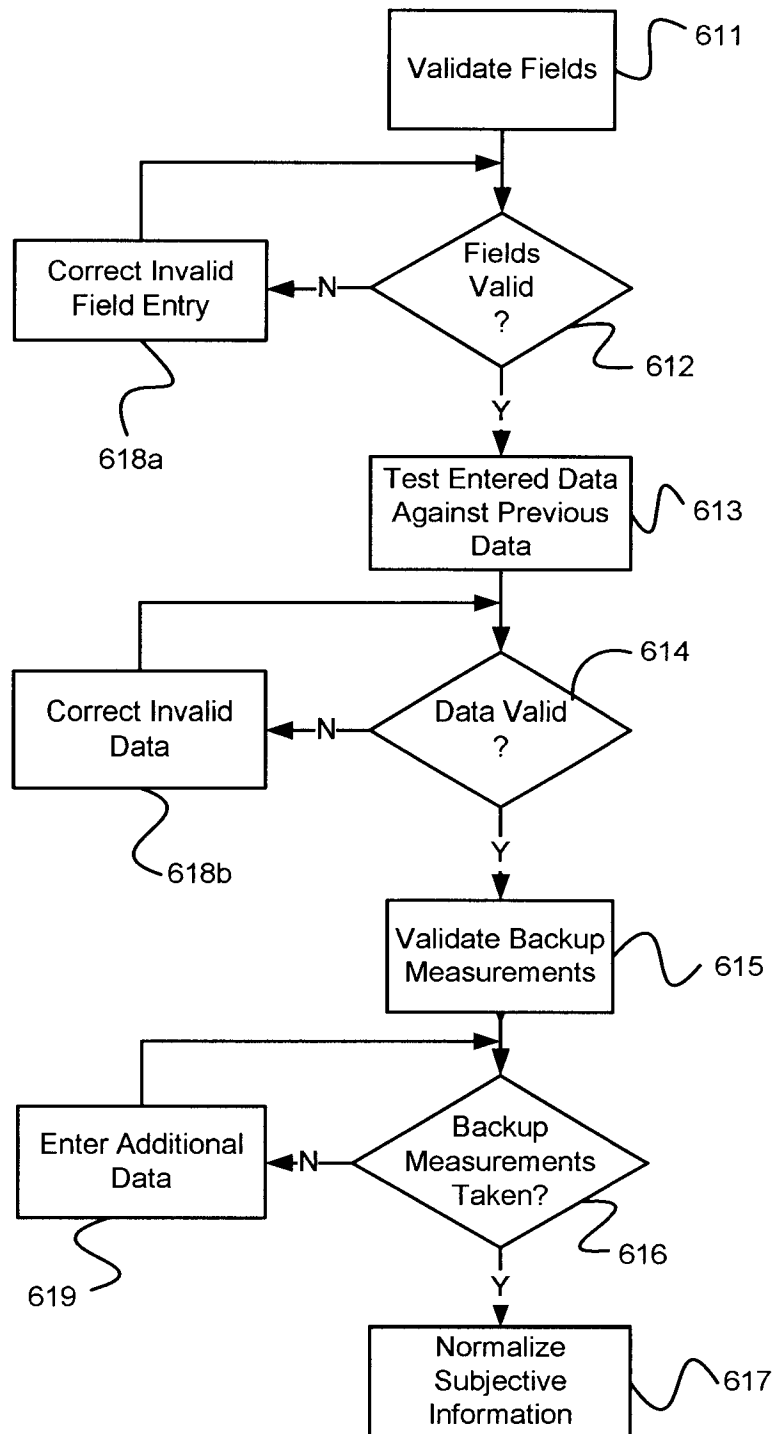 611
Validate Fields
Correct Invalid
Field Entry
N
Fields
Valid
?
612
618a
Y
Test Entered Data
Against Previous
Data
613
614
Correct Invalid
Data
N
Data Valid
?
618b
Y
Validate Backup
Measurements
615
Enter Additional
Data
N
Backup
Measurements
Taken?
616
619
Y
Normalize
Subjective
Information
617